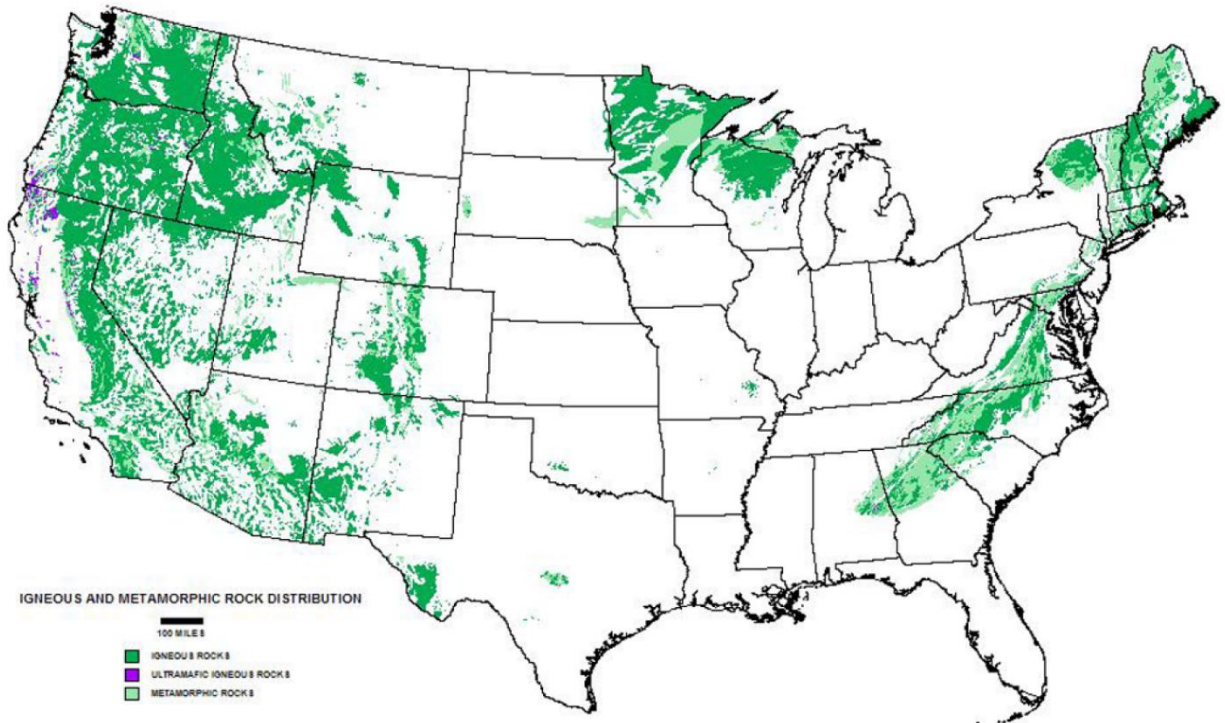 IGNEOUS AND METAMORPHIC ROCK DISTRIBUTION
100 MILES
IGNEOUS ROCKS
ULTRAMAFIC IGNEOUS ROCKS
METAMORPHIC ROCKS